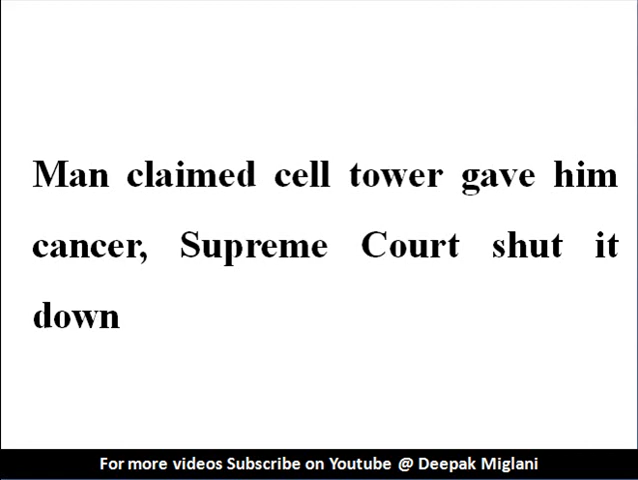 Man claimed cell tower gave him
cancer, Supreme Court shut it
down
For more videos Subscribe on Youtube @ Deepak Miglani